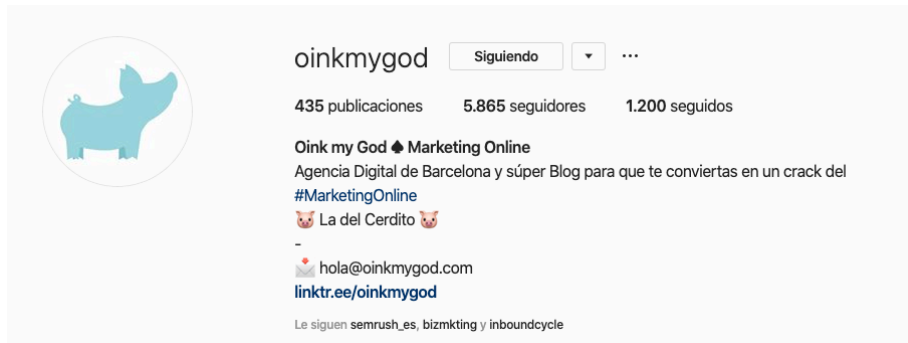 oinkmygod Siguiendo
435 publicaciones 5.865 seguidores 1.200 seguidos
Oink my God ♠ Marketing Online
Agencia Digital de Barcelona y súper Blog para que te conviertas en un crack del
#MarketingOnline
🐷 La del Cerdito 🐷
-
📩 hola@oinkmygod.com
linktr.ee/oinkmygod
Le siguen semrush_es, bizmkting y inboundcycle